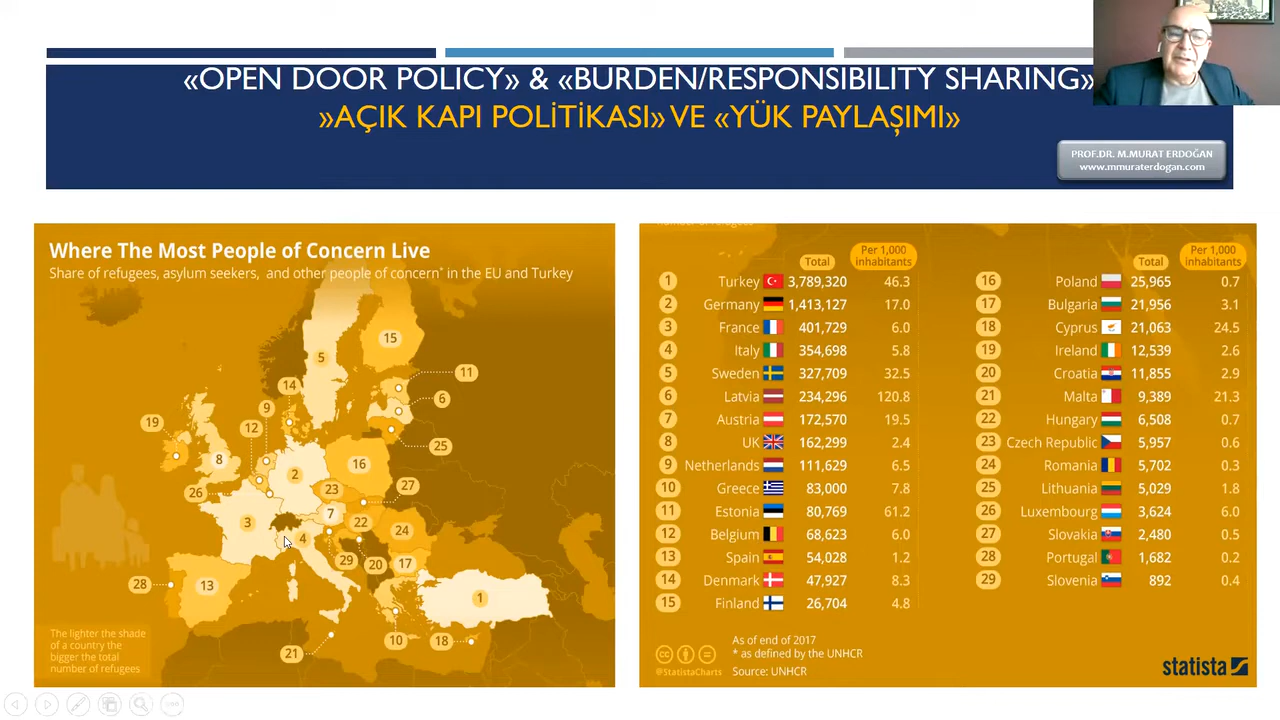 «OPEN DOOR POLICY» & «BURDEN/RESPONSIBILITY SHARING»
»AÇIK KAPI POLİTİKASI» VE «YÜK PAYLAŞIMI»
PROF.DR. M.MURAT ERDOĞAN
www.mmuraterdogan.com
Where The Most People of Concern Live
Share of refugees, asylum seekers, and other people of concern* in the EU and Turkey
15
5
11
14
6
9
19
12
25
8
16
2
27
26
23
7
3
22
24
4
29
20
17
28
13
1
10
18
21
The lighter the shade
of a country the
bigger the total
number of refugees
Total
Per 1,000
inhabitants
1 Turkey 3,789,320 46.3
2 Germany 1,413,127 17.0
3 France 401,729 6.0
4 Italy 354,698 5.8
5 Sweden 327,709 32.5
6 Latvia 234,296 120.8
7 Austria 172,570 19.5
8 UK 162,299 2.4
9 Netherlands 111,629 6.5
10 Greece 83,000 7.8
11 Estonia 80,769 61.2
12 Belgium 68,623 6.0
13 Spain 54,028 1.2
14 Denmark 47,927 8.3
15 Finland 26,704 4.8
Total
Per 1,000
inhabitants
16 Poland 25,965 0.7
17 Bulgaria 21,956 3.1
18 Cyprus 21,063 24.5
19 Ireland 12,539 2.6
20 Croatia 11,855 2.9
21 Malta 9,389 21.3
22 Hungary 6,508 0.7
23 Czech Republic 5,957 0.6
24 Romania 5,702 0.3
25 Lithuania 5,029 1.8
26 Luxembourg 3,624 6.0
27 Slovakia 2,480 0.5
28 Portugal 1,682 0.2
29 Slovenia 892 0.4
As of end of 2017
* as defined by the UNHCR
@StatistaCharts Source: UNHCR
statista